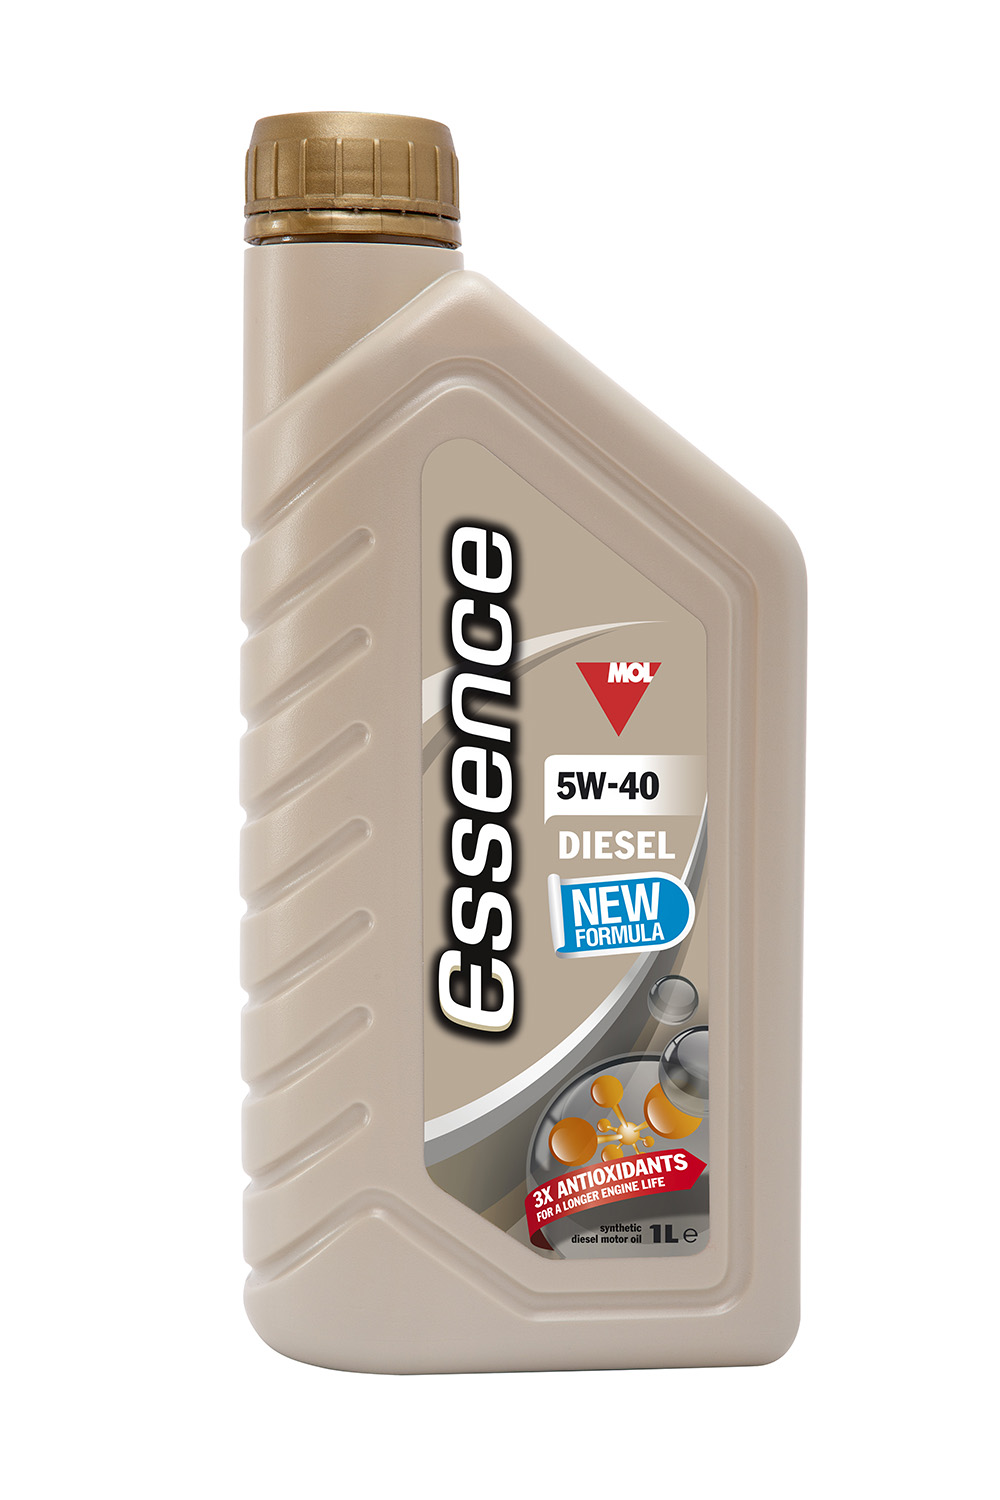 Essence
MOL
5W-40
DIESEL
NEW
FORMULA
3X ANTIOXIDANTS
FOR A LONGER ENGINE LIFE
synthetic
diesel motor oil 1L e